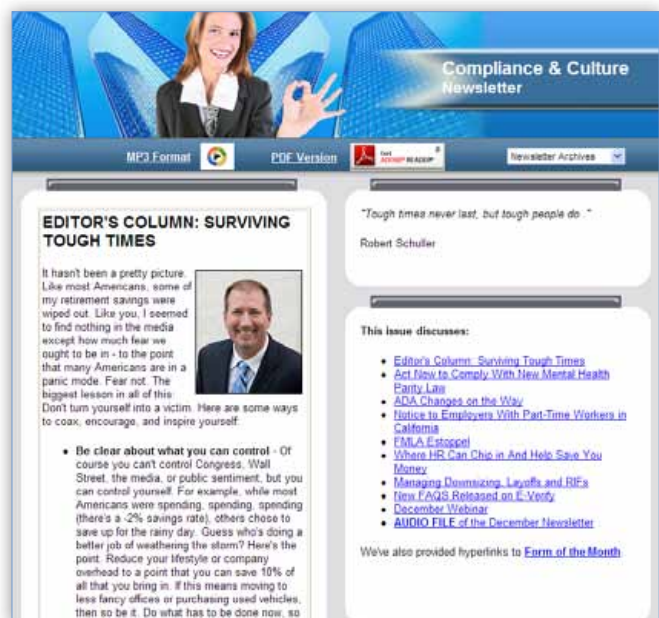 Compliance & Culture
Newsletter
MP3 Format
PDF Version
Get
ADOBE® READER®
Newsletter Archives
EDITOR'S COLUMN: SURVIVING
TOUGH TIMES
It hasn't been a pretty picture.
Like most Americans, some of
my retirement savings were
wiped out. Like you, I seemed
to find nothing in the media
except how much fear we
ought to be in - to the point
that many Americans are in a
panic mode. Fear not. The
biggest lesson in all of this:
Don't turn yourself into a victim. Here are some ways
to coax, encourage, and inspire yourself:
Be clear about what you can control - Of
course you can't control Congress, Wall
Street, the media, or public sentiment, but you
can control yourself. For example, while most
Americans were spending, spending, spending
(there's a -2% savings rate), others chose to
save up for the rainy day. Guess who's doing a
better job of weathering the storm? Here's the
point. Reduce your lifestyle or company
overhead to a point that you can save 10% of
all that you bring in. If this means moving to
less fancy offices or purchasing used vehicles,
then so be it. Do what has to be done now, so
"Tough times never last, but tough people do ."
Robert Schuller
This issue discusses:
Editor's Column: Surviving Tough Times
Act Now to Comply With New Mental Health
Parity Law
ADA Changes on the Way
Notice to Employers With Part-Time Workers in
California
FMLA Estoppel
Where HR Can Chip in And Help Save You
Money
Managing Downsizing, Layoffs and RIFs
New FAQS Released on E-Verify
December Webinar
AUDIO FILE of the December Newsletter
We've also provided hyperlinks to Form of the Month